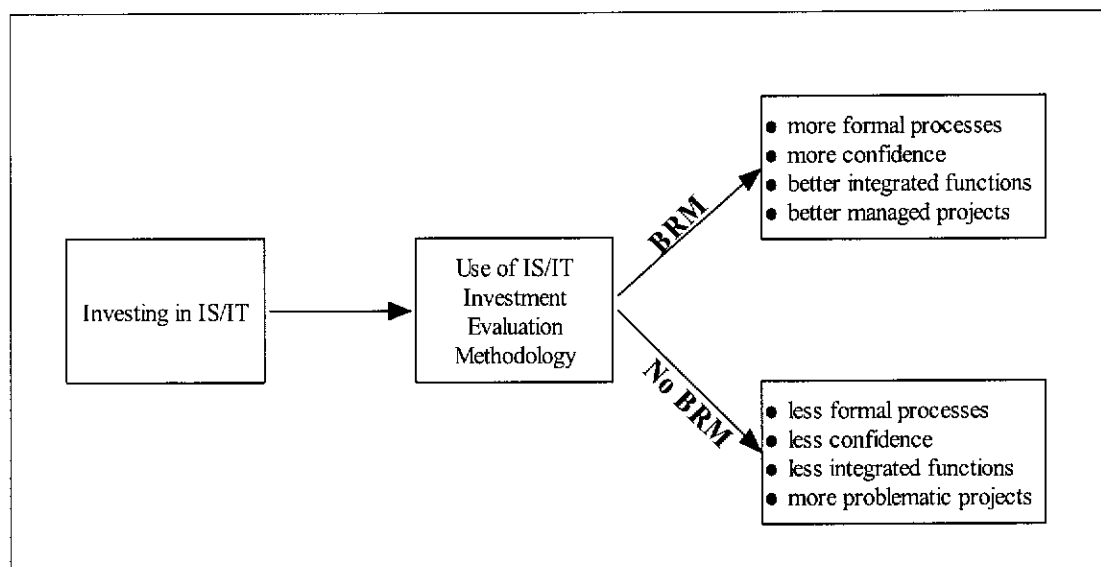 Investing in IS/IT
Use of IS/IT
Investment
Evaluation
Methodology
BRM
● more formal processes
● more confidence
● better integrated functions
● better managed projects
No BRM
● less formal processes
● less confidence
● less integrated functions
● more problematic projects